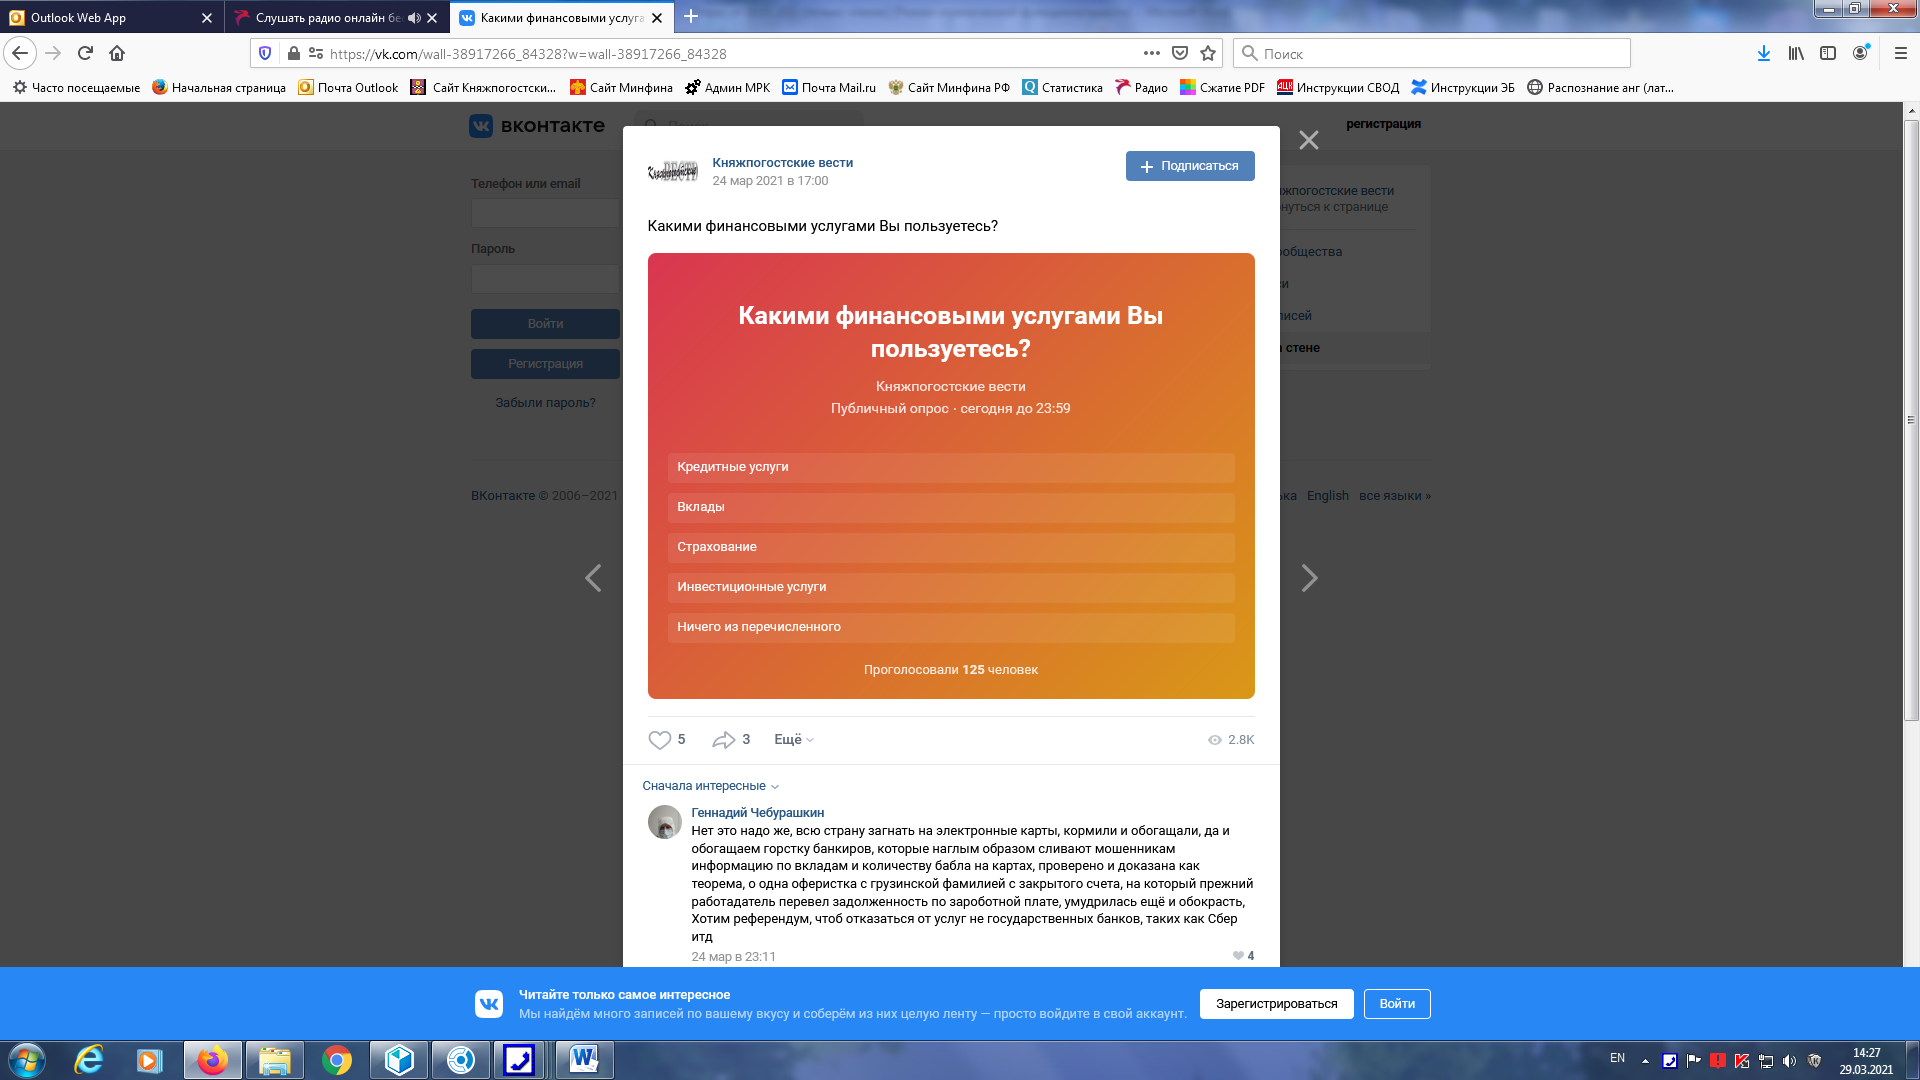 Outlook Web App
Слушать радио онлайн бе
Какими финансовыми услуга
https://vk.com/wall-38917266_84328?w=wall-38917266_84328
Поиск
Часто посещаемые
Начальная страница
Почта Outlook
Сайт Княжпогостски...
Сайт Минфина
Админ МРК
Почта Mail.ru
Сайт Минфина РФ
Статистика
Радио
Сжатие PDF
Инструкции СВОД
Инструкции ЭБ
Распознание анг (лат...
вконтакте
Поиск
регистрация
Телефон или email
Пароль
Войти
Регистрация
Забыли пароль?
ВКонтакте © 2006–2021
Княжпогостские вести
24 мар 2021 в 17:00
Подписаться
Какими финансовыми услугами Вы пользуетесь?
Какими финансовыми услугами Вы
пользуетесь?
Княжпогостские вести
Публичный опрос · сегодня до 23:59
Кредитные услуги
Вклады
Страхование
Инвестиционные услуги
Ничего из перечисленного
Проголосовали 125 человек
5
3
Ещё
2.8K
Сначала интересные
Геннадий Чебурашкин
Нет это надо же, всю страну загнать на электронные карты, кормили и обогащали, да и
обогащаем горстку банкиров, которые наглым образом сливают мошенникам
информацию по вкладам и количеству бабла на картах, проверено и доказана как
теорема, о одна оферистка с грузинской фамилией с закрытого счета, на который прежний
работадатель перевел задолженность по зароботной плате, умудрилась ещё и обокрасть,
Хотим референдум, чтоб отказаться от услуг не государственных банков, таких как Сбер
итд
24 мар в 23:11
4
жпогостские вести
нуться к странице
ообщества
си
писей
а стене
ька English все языки »
Читайте только самое интересное
Мы найдём много записей по вашему вкусу и соберём из них целую ленту — просто войдите в свой аккаунт.
Зарегистрироваться
Войти
EN
14:27
29.03.2021